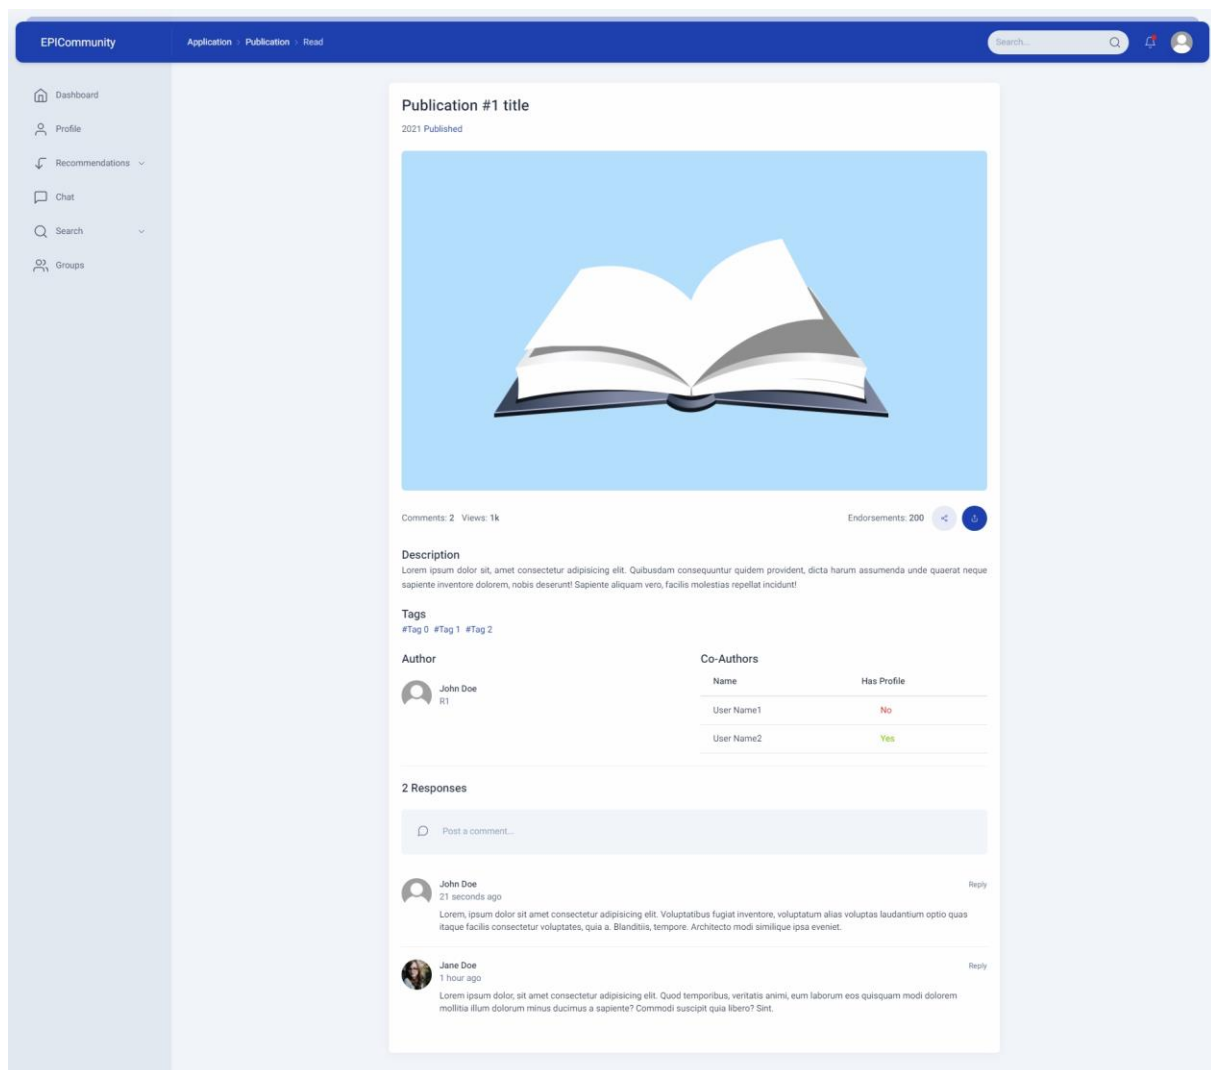 EPICommunity
Application > Publication > Read
Search...
Dashboard
Profile
Recommendations
Chat
Search
Groups
Publication #1 title
2021 Published
Comments: 2 Views: 1k
Endorsements: 200
Description
Lorem ipsum dolor sit, amet consectetur adipisicing elit. Quibusdam consequuntur quidem provident, dicta harum assumenda unde quaerat neque
sapiente inventore dolorem, nobis deserunt! Sapiente aliquam vero, facilis molestias repellat incidunt!
Tags
#Tag 0 #Tag 1 #Tag 2
Author
John Doe
R1
Co-Authors
Name Has Profile
User Name1 No
User Name2 Yes
2 Responses
Post a comment...
John Doe
Reply
21 seconds ago
Lorem, ipsum dolor sit amet consectetur adipisicing elit. Voluptatibus fugiat inventore, voluptatum alias voluptas laudantium optio quas
itaque facilis consectetur voluptates, quia a. Blanditiis, tempore. Architecto modi similique ipsa eveniet.
Jane Doe
Reply
1 hour ago
Lorem ipsum dolor, sit amet consectetur adipisicing elit. Quod temporibus, veritatis animi, eum laborum eos quisquam modi dolorem
mollitia illum dolorum minus ducimus a sapiente? Commodi suscipit quia libero? Sint.